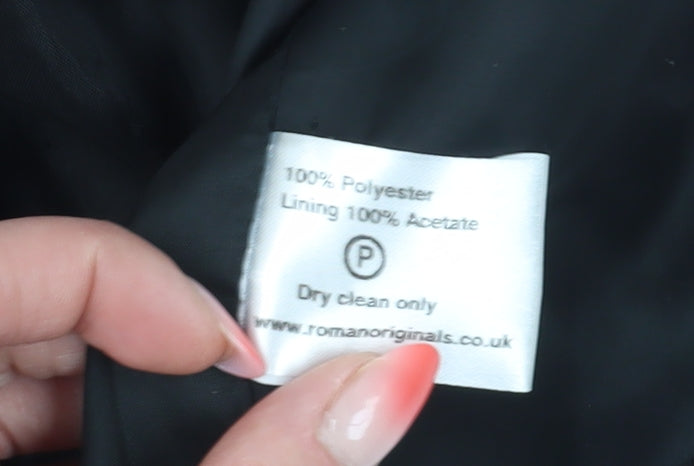 100% Polyester
Lining 100% Acetate
P
Dry clean only
www.romanoriginals.co.uk